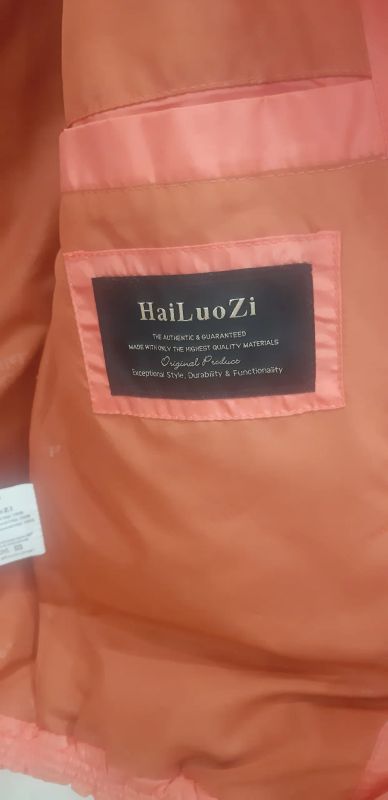 HaiLuoZi
THE AUTHENTIC & GUARANTEED
MADE WITH ONLY THE HIGHEST QUALITY MATERIALS
Original Produce
Exceptional Style, Durability & Functionality